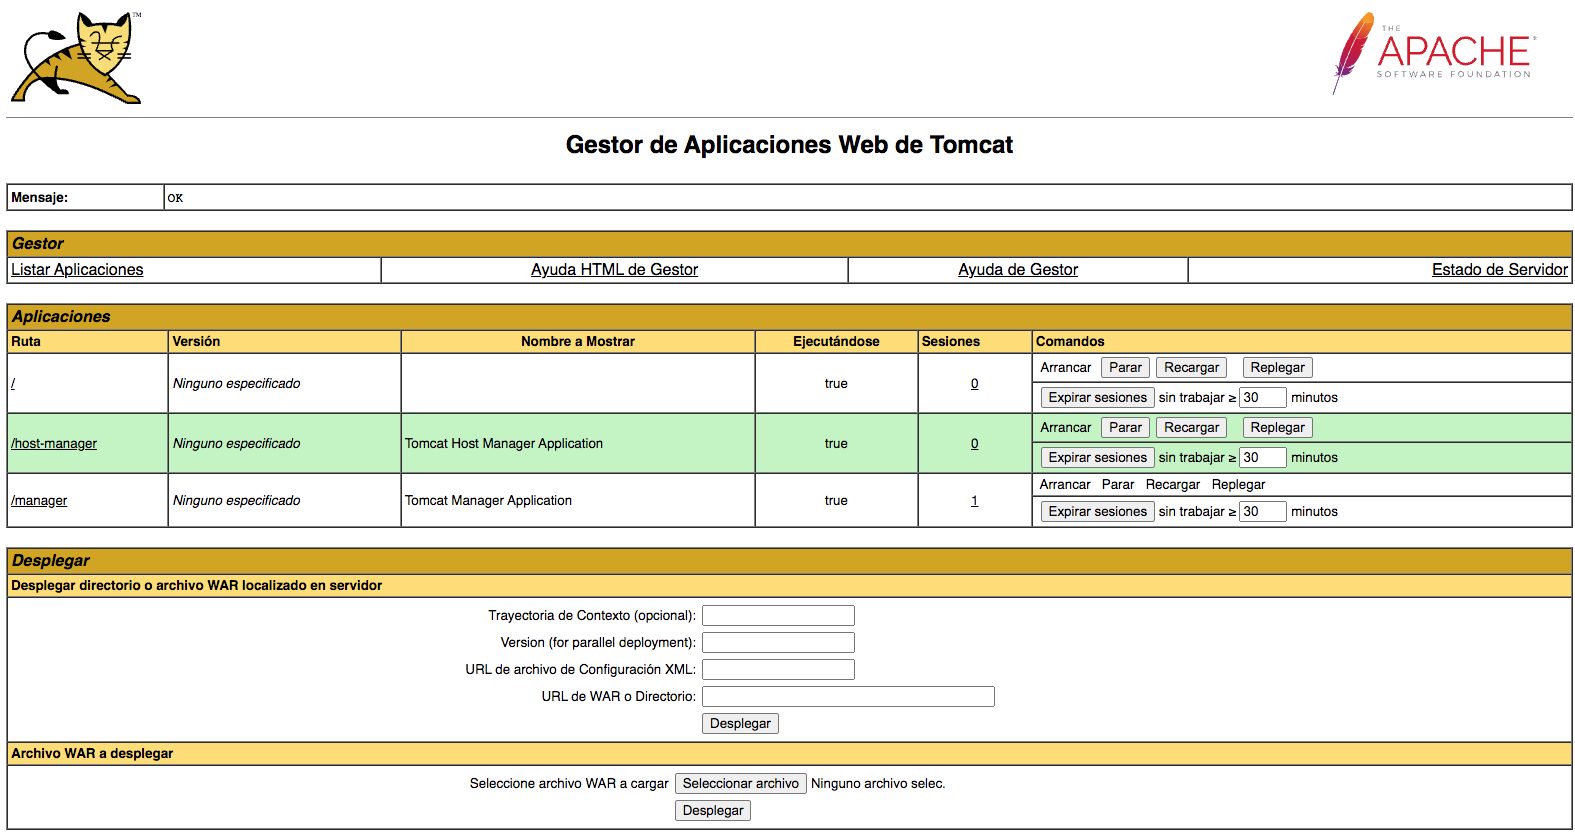 TM
THE
APACHE
SOFTWARE FOUNDATION
Gestor de Aplicaciones Web de Tomcat
Mensaje: OK
Gestor
Listar Aplicaciones Ayuda HTML de Gestor Ayuda de Gestor Estado de Servidor
Aplicaciones
Ruta Versión Nombre a Mostrar Ejecutándose Sesiones Comandos
/ Ninguno especificado true 0 Arrancar Parar Recargar Replegar
Expirar sesiones sin trabajar ≥ 30 minutos
/host-manager Ninguno especificado Tomcat Host Manager Application true 0 Arrancar Parar Recargar Replegar
Expirar sesiones sin trabajar ≥ 30 minutos
/manager Ninguno especificado Tomcat Manager Application true 1 Arrancar Parar Recargar Replegar
Expirar sesiones sin trabajar ≥ 30 minutos
Desplegar
Desplegar directorio o archivo WAR localizado en servidor
Trayectoria de Contexto (opcional):
Version (for parallel deployment):
URL de archivo de Configuración XML:
URL de WAR o Directorio:
Desplegar
Archivo WAR a desplegar
Seleccione archivo WAR a cargar Seleccionar archivo Ninguno archivo selec.
Desplegar